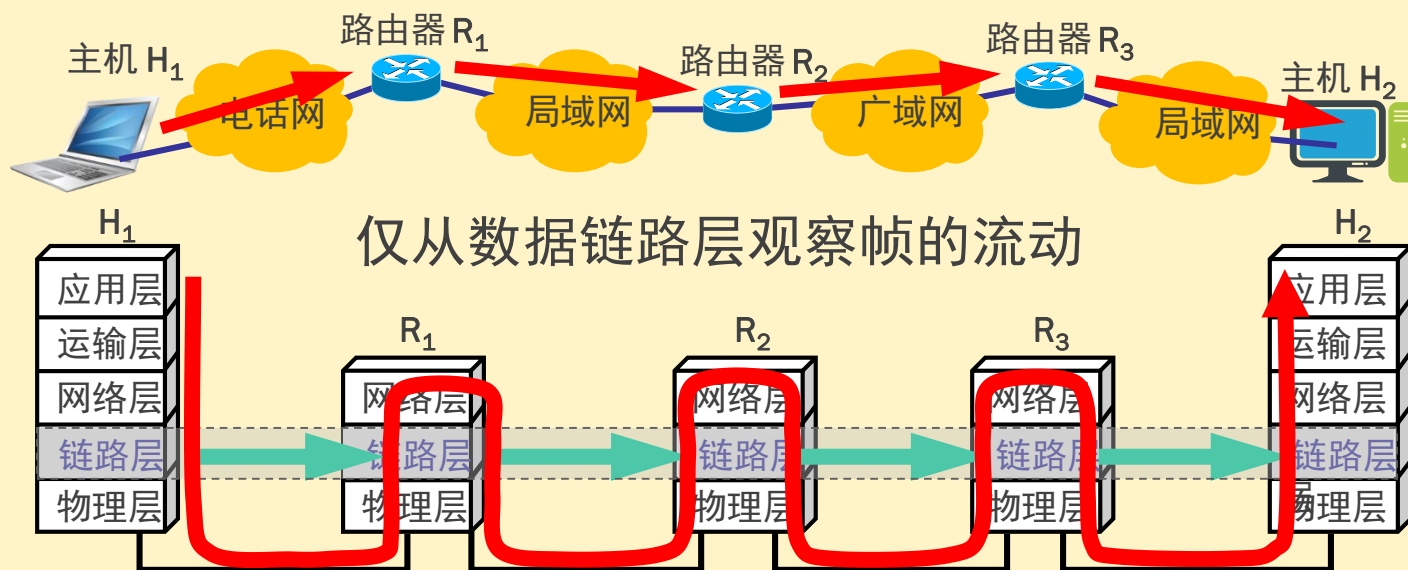 主机 H1
路由器 R1
路由器 R2
路由器 R3
主机 H2
电话网
局域网
广域网
局域网
仅从数据链路层观察帧的流动
H1
应用层
运输层
网络层
链路层
物理层
R1
网络层
链路层
物理层
R2
网络层
链路层
物理层
R3
网络层
链路层
物理层
H2
应用层
运输层
网络层
链路层
物理层
层